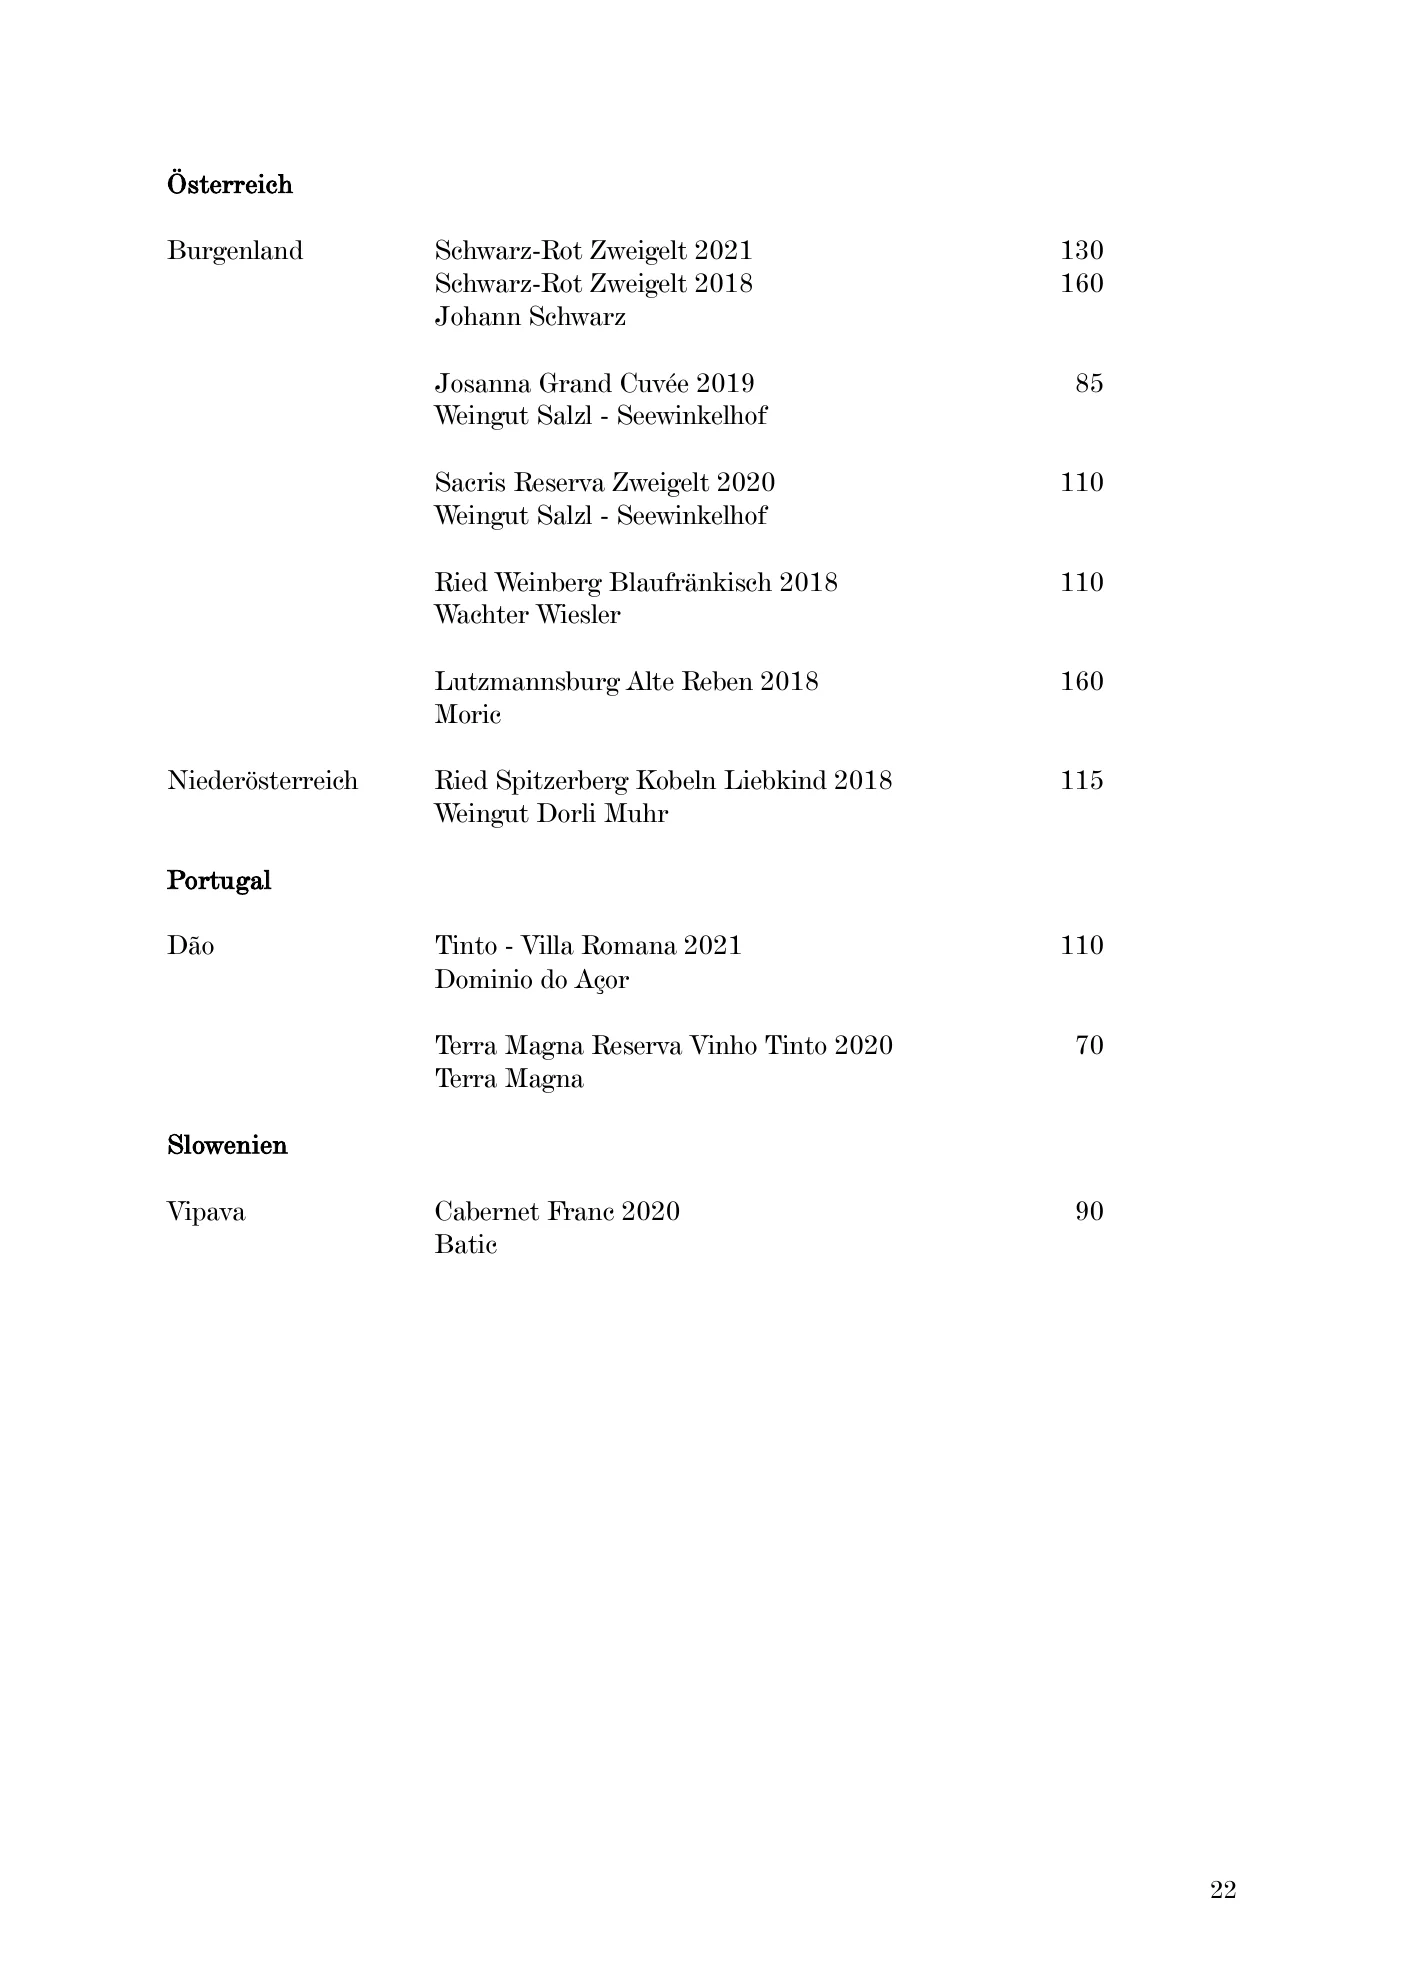 Österreich
Burgenland Schwarz-Rot Zweigelt 2021 130
Schwarz-Rot Zweigelt 2018 160
Johann Schwarz
Josanna Grand Cuvée 2019 85
Weingut Salzl - Seewinkelhof
Sacris Reserva Zweigelt 2020 110
Weingut Salzl - Seewinkelhof
Ried Weinberg Blaufränkisch 2018 110
Wachter Wiesler
Lutzmannsburg Alte Reben 2018 160
Moric
Niederösterreich Ried Spitzerberg Kobeln Liebkind 2018 115
Weingut Dorli Muhr
Portugal
Dão Tinto - Villa Romana 2021 110
Dominio do Açor
Terra Magna Reserva Vinho Tinto 2020 70
Terra Magna
Slowenien
Vipava Cabernet Franc 2020 90
Batic
22